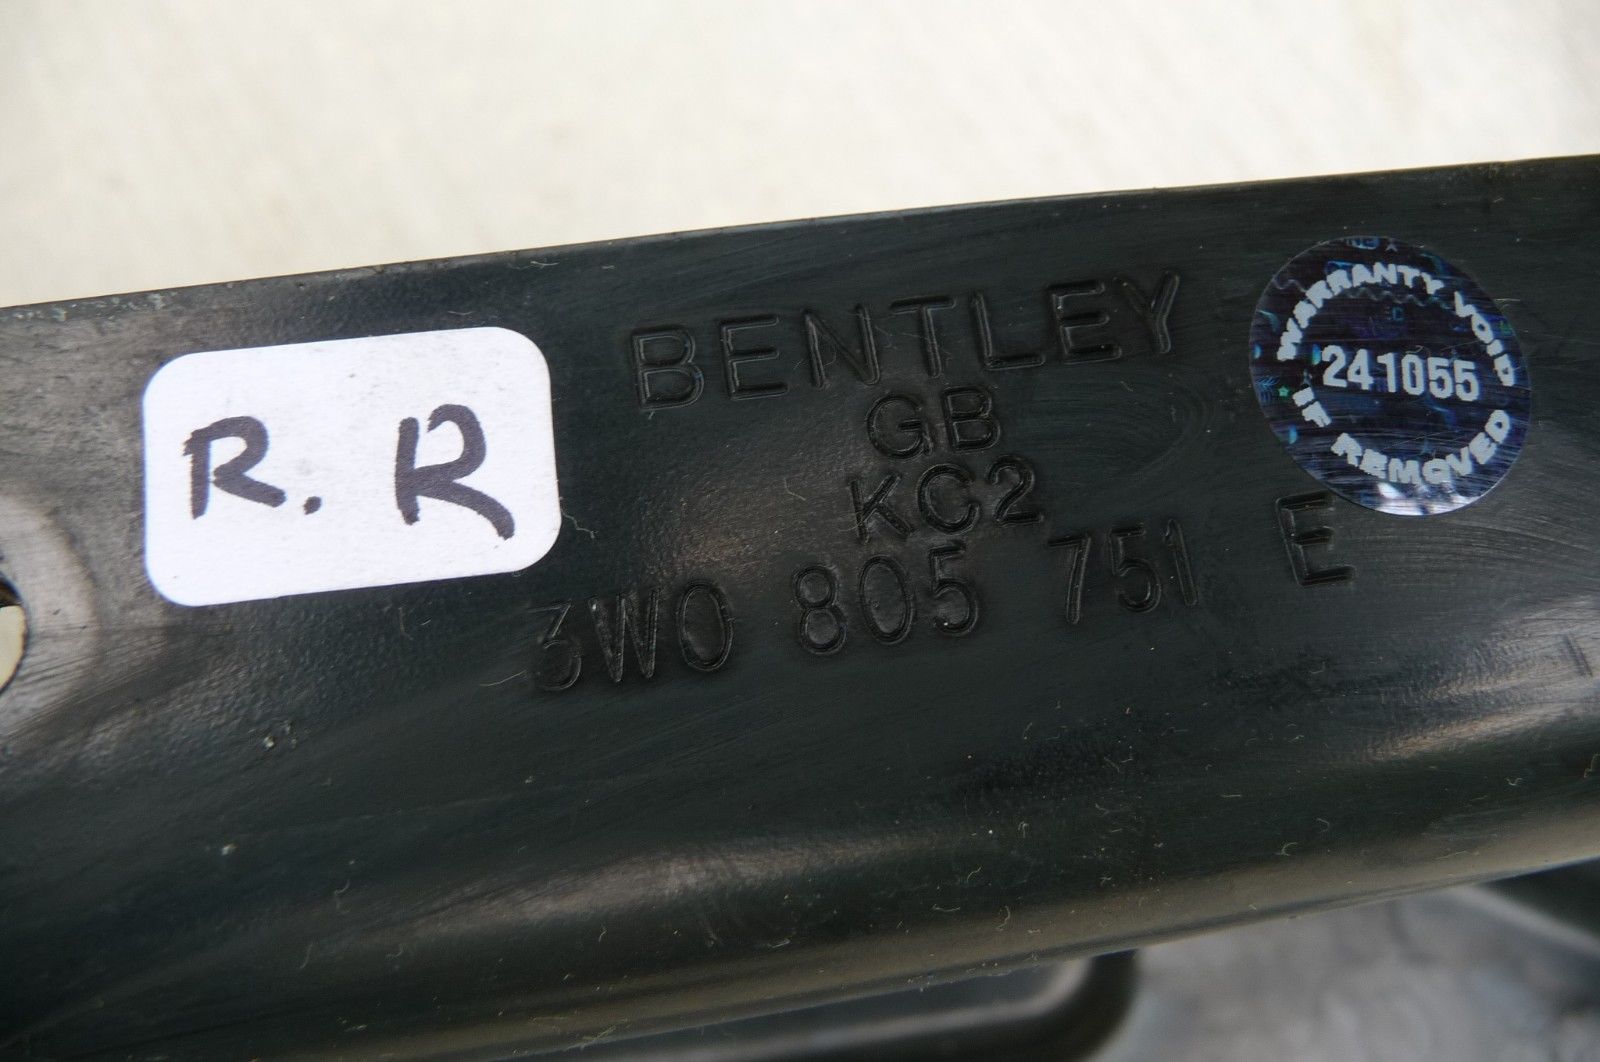 R. R
BENTLEY
GB
KC2
3W0 805 751 E
WARRANTY VOID
241055
IF REMOVED